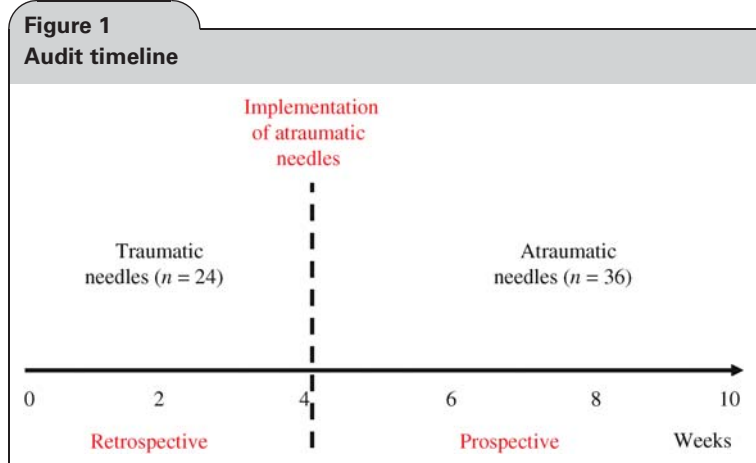 Figure 1
Audit timeline
Implementation
of atraumatic
needles
Traumatic
needles (n = 24)
Atraumatic
needles (n = 36)
0 2 4 6 8 10
Retrospective Prospective Weeks